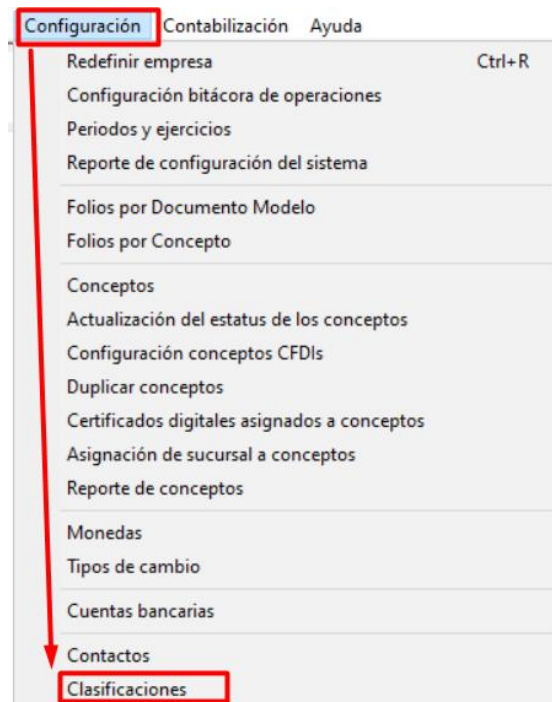 Configuración Contabilización Ayuda
Redefinir empresa Ctrl+R
Configuración bitácora de operaciones
Periodos y ejercicios
Reporte de configuración del sistema
Folios por Documento Modelo
Folios por Concepto
Conceptos
Actualización del estatus de los conceptos
Configuración conceptos CFDIs
Duplicar conceptos
Certificados digitales asignados a conceptos
Asignación de sucursal a conceptos
Reporte de conceptos
Monedas
Tipos de cambio
Cuentas bancarias
Contactos
Clasificaciones